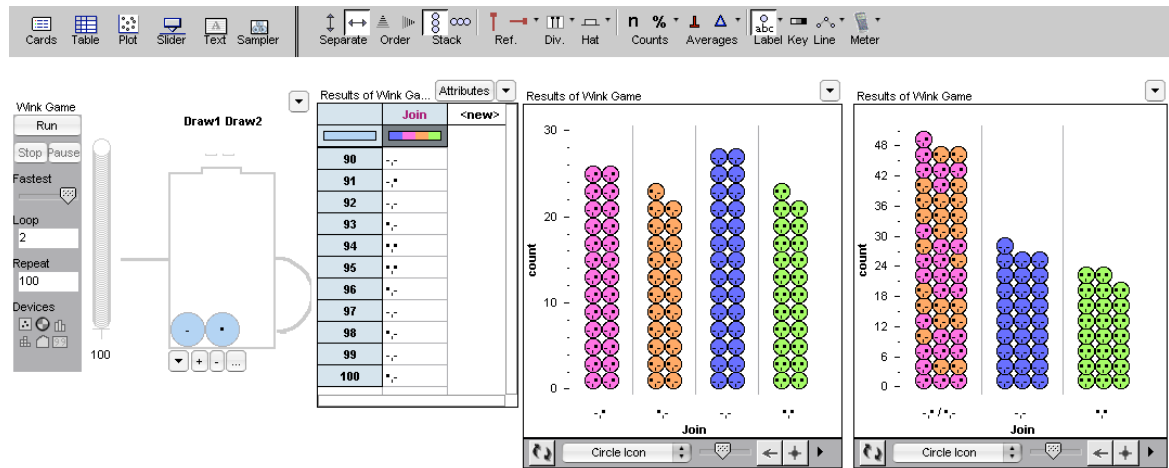 Cards Table Plot Slider Text Sampler
Separate Order Stack Ref. Div. Hat Counts Averages Label Key Line Meter
n % abc
A
Wink Game
Run
Stop Pause
Fastest
Loop
2
Repeat
100
Devices
100
Draw1 Draw2
- ▪
+ - ...
Results of Wink Ga... Attributes
Join <new>
90 -,-
91 -,▪
92 -,-
93 ▪,-
94 ▪,▪
95 ▪,▪
96 ▪,-
97 -,-
98 ▪,-
99 -,-
100 ▪,-
Results of Wink Game
30
20
10
0
count
-,▪ ▪,- -,- ▪,▪
Join
Circle Icon
Results of Wink Game
48
42
36
30
24
18
12
6
0
count
-,▪ / ▪,- -,- ▪,▪
Join
Circle Icon